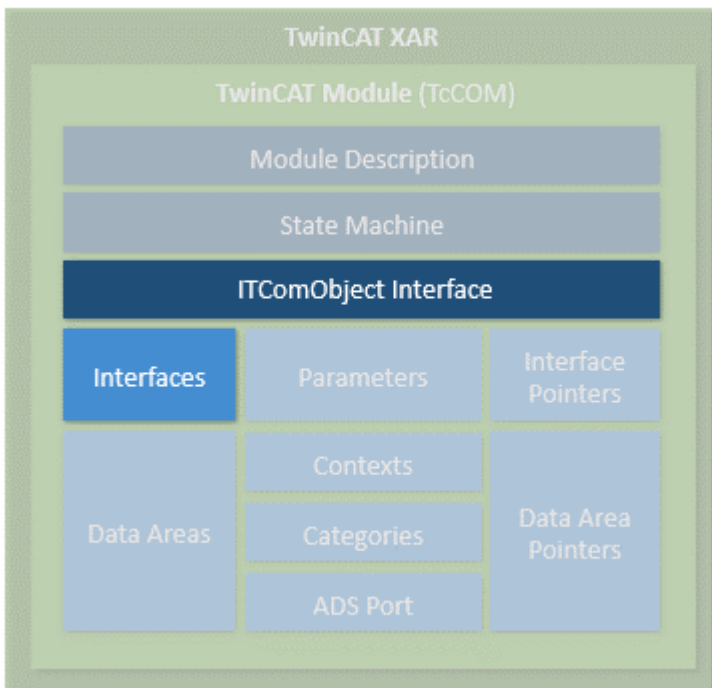 TwinCAT XAR
TwinCAT Module (TcCOM)
Module Description
State Machine
ITComObject Interface
Interfaces
Parameters
Interface
Pointers
Data Areas
Contexts
Categories
ADS Port
Data Area
Pointers